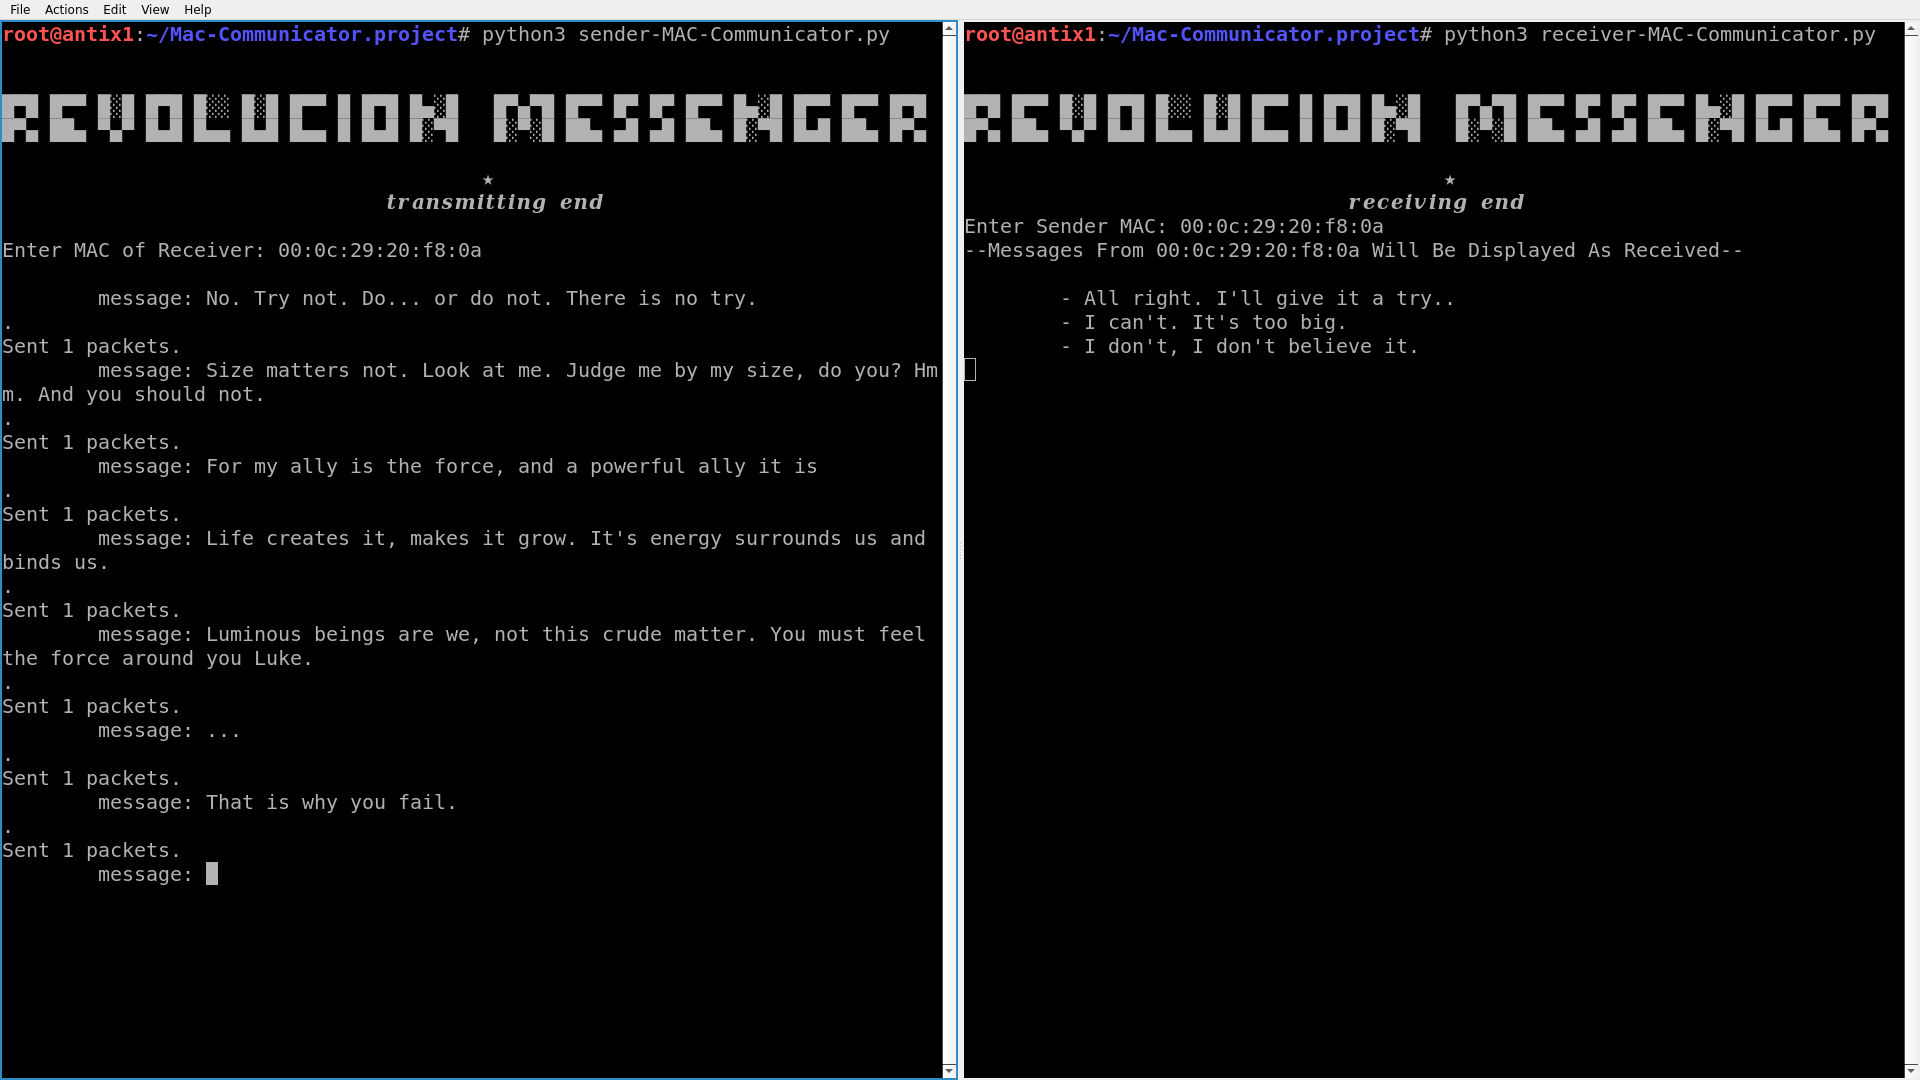 File Actions Edit View Help
root@antix1:~/Mac-Communicator.project# python3 sender-MAC-Communicator.py
REVOLUCION MESSENGER
★
transmitting end
Enter MAC of Receiver: 00:0c:29:20:f8:0a
message: No. Try not. Do... or do not. There is no try.
.
Sent 1 packets.
message: Size matters not. Look at me. Judge me by my size, do you? Hm
m. And you should not.
.
Sent 1 packets.
message: For my ally is the force, and a powerful ally it is
.
Sent 1 packets.
message: Life creates it, makes it grow. It's energy surrounds us and
binds us.
.
Sent 1 packets.
message: Luminous beings are we, not this crude matter. You must feel
the force around you Luke.
.
Sent 1 packets.
message: ...
.
Sent 1 packets.
message: That is why you fail.
.
Sent 1 packets.
message:
root@antix1:~/Mac-Communicator.project# python3 receiver-MAC-Communicator.py
REVOLUCION MESSENGER
★
receiving end
Enter Sender MAC: 00:0c:29:20:f8:0a
--Messages From 00:0c:29:20:f8:0a Will Be Displayed As Received--
- All right. I'll give it a try..
- I can't. It's too big.
- I don't, I don't believe it.